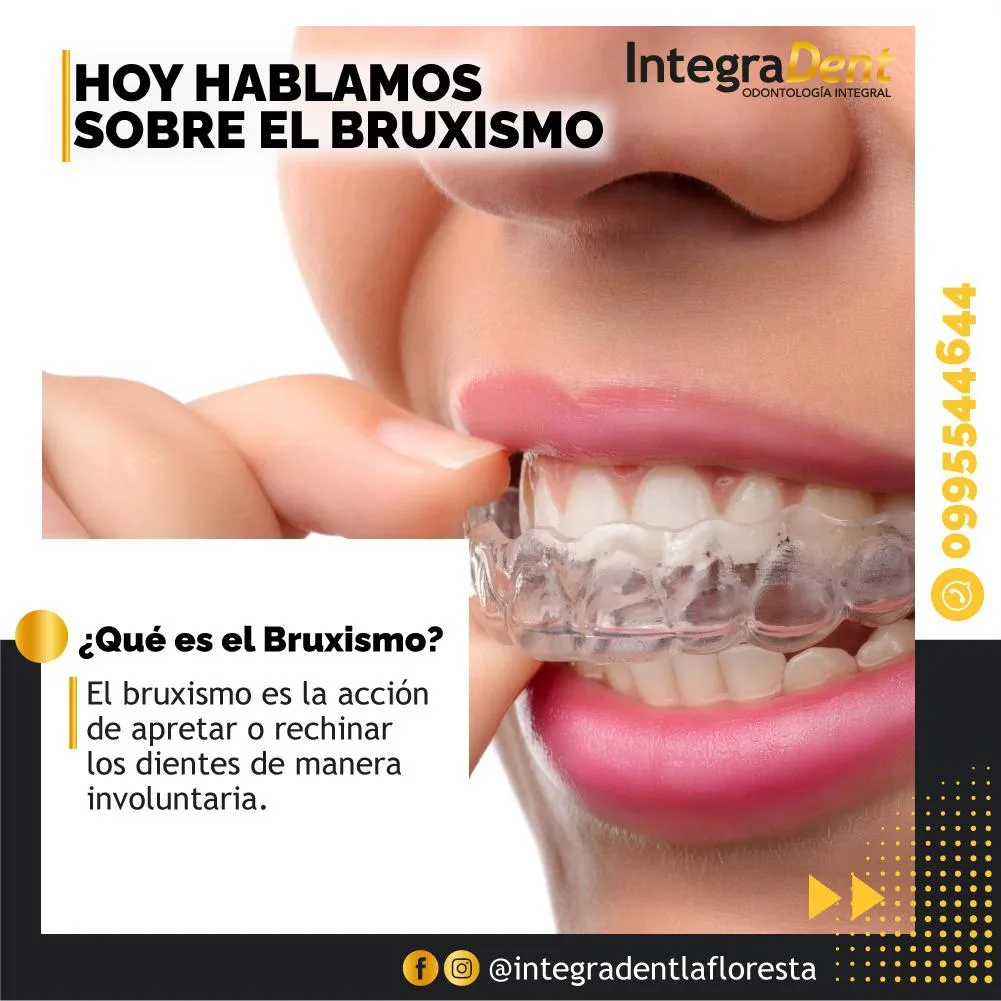 HOY HABLAMOS
SOBRE EL BRUXISMO
IntegraDent
ODONTOLOGÍA INTEGRAL
0995544644
¿Qué es el Bruxismo?
El bruxismo es la acción
de apretar o rechinar
los dientes de manera
involuntaria.
@integradentlafloresta